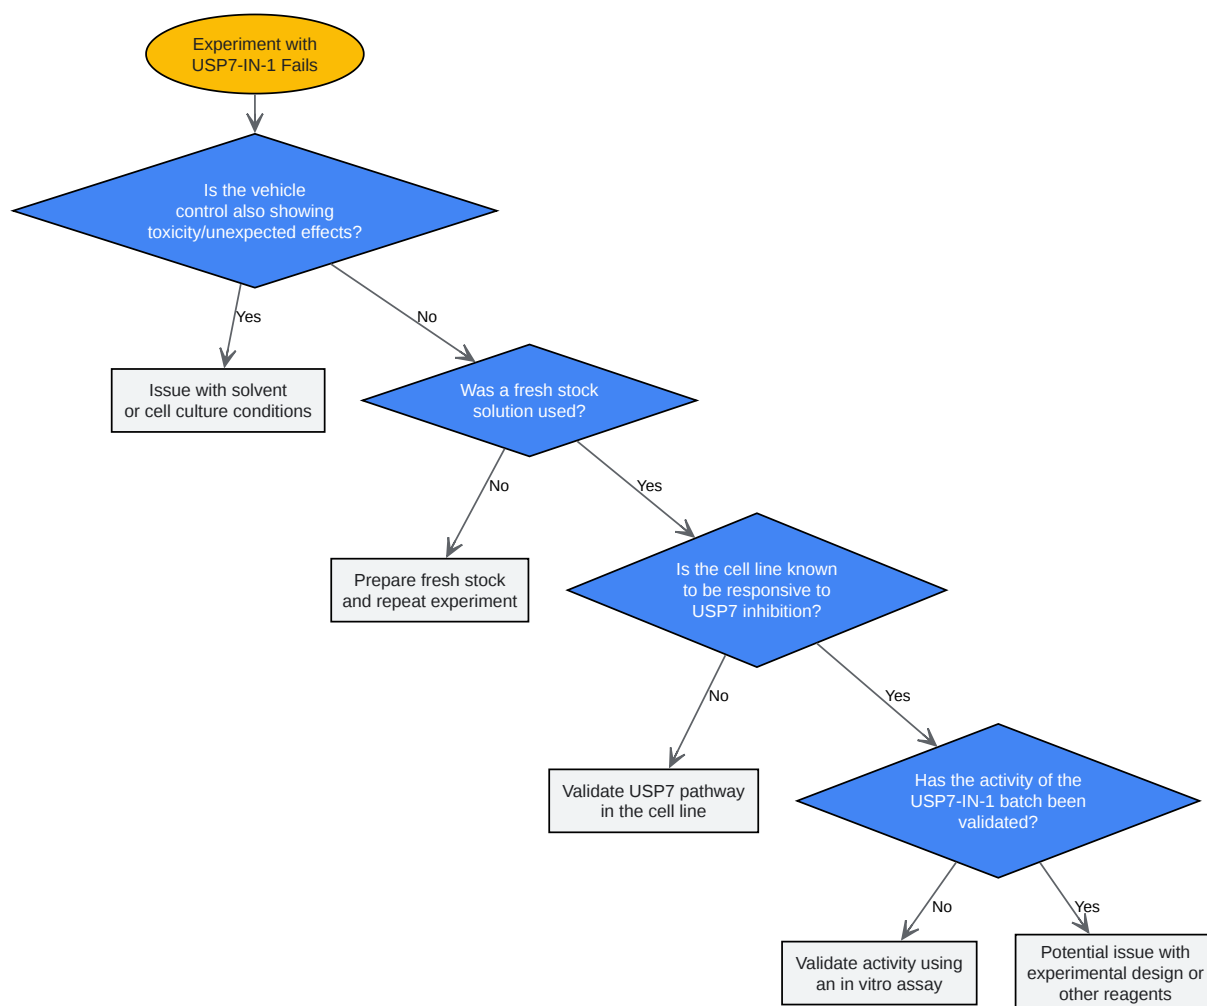 Experiment with
USP7-IN-1 Fails
Is the vehicle
control also showing
toxicity/unexpected effects?
Yes
No
Issue with solvent
or cell culture conditions
Was a fresh stock
solution used?
No
Yes
Prepare fresh stock
and repeat experiment
Is the cell line known
to be responsive to
USP7 inhibition?
No
Yes
Validate USP7 pathway
in the cell line
Has the activity of the
USP7-IN-1 batch been
validated?
No
Yes
Validate activity using
an in vitro assay
Potential issue with
experimental design or
other reagents